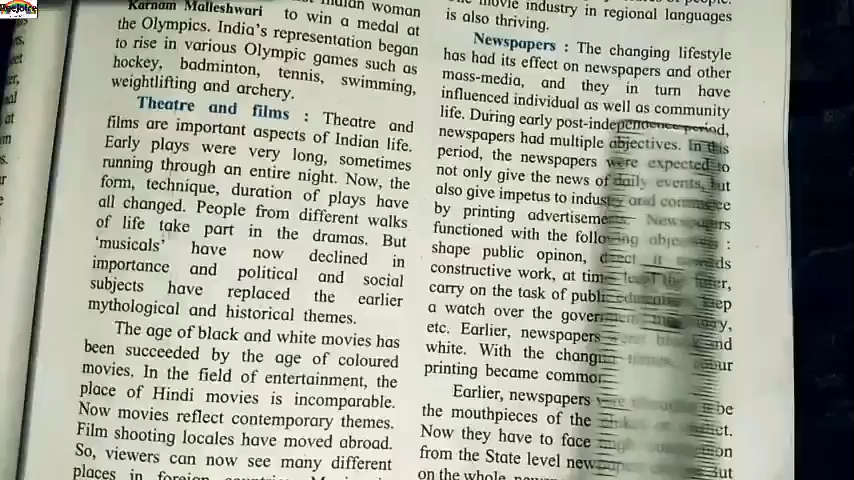 Indian woman
Karnam Malleshwari to win a medal at
the Olympics. India's representation began
to rise in various Olympic games such as
hockey, badminton, tennis, swimming,
weightlifting and archery.
Theatre and films : Theatre and
films are important aspects of Indian life.
Early plays were very long, sometimes
running through an entire night. Now, the
form, technique, duration of plays have
all changed. People from different walks
of life take part in the dramas. But
'musicals' have now declined in
importance and political and social
subjects have replaced the earlier
mythological and historical themes.
The age of black and white movies has
been succeeded by the age of coloured
movies. In the field of entertainment, the
place of Hindi movies is incomparable.
Now movies reflect contemporary themes.
Film shooting locales have moved abroad.
So, viewers can now see many different
places in foreign
movie industry in regional languages
is also thriving.
Newspapers : The changing lifestyle
has had its effect on newspapers and other
mass-media, and they in turn have
influenced individual as well as community
life. During early post-independence period,
newspapers had multiple abjectives. In this
period, the newspapers were expected to
not only give the news of daily events, but
also give impetus to industry and commerce
by printing advertisements. Newspapers
functioned with the following :
shape public opinon,
constructive work, at
carry on the task of public
a watch over the
etc. Earlier, newspapers were and
white. With the
printing became common
Earlier, newspapers be
the mouthpieces of the
Now they have to face
from the State level
on the whole,